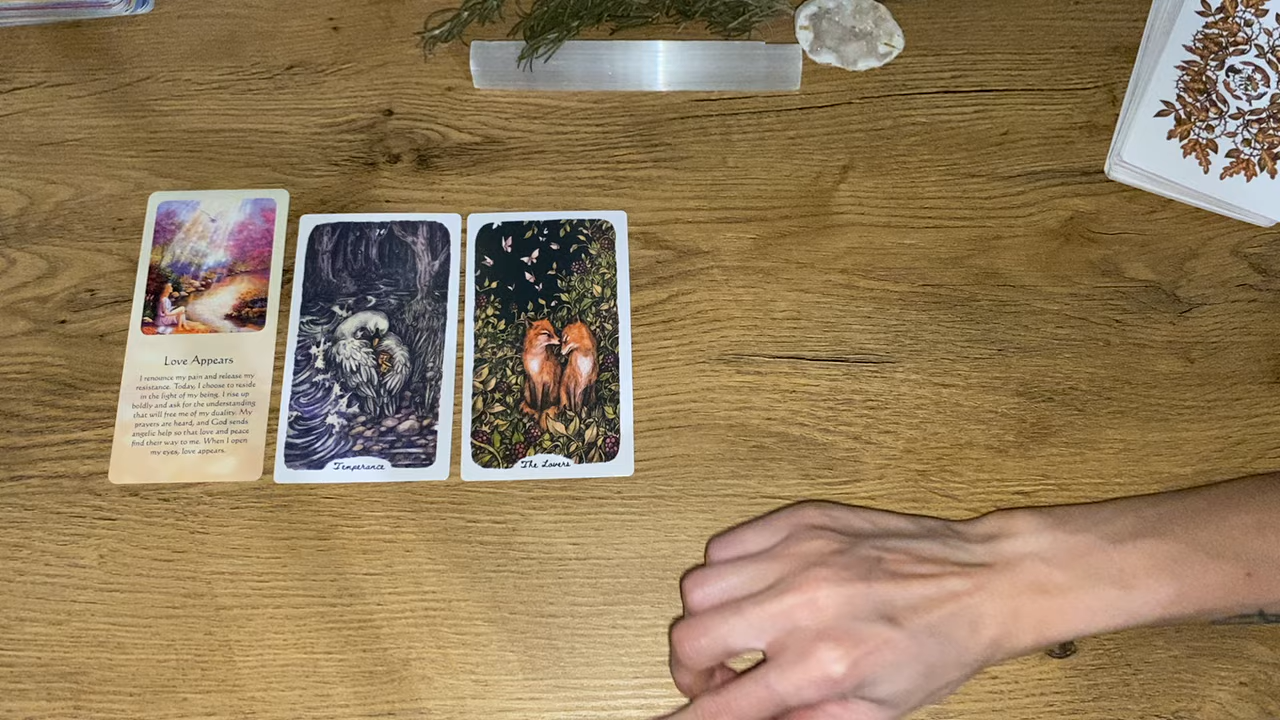 Love Appears
I renounce my pain and release my
resistance. Today, I choose to reside
in the light of my being. I rise up
boldly and ask for the understanding
that will free me of my duality. My
prayers are heard, and God sends
angelic help so that love and peace
find their way to me. When I open
my eyes, love appears.
14
Temperance
The Lovers